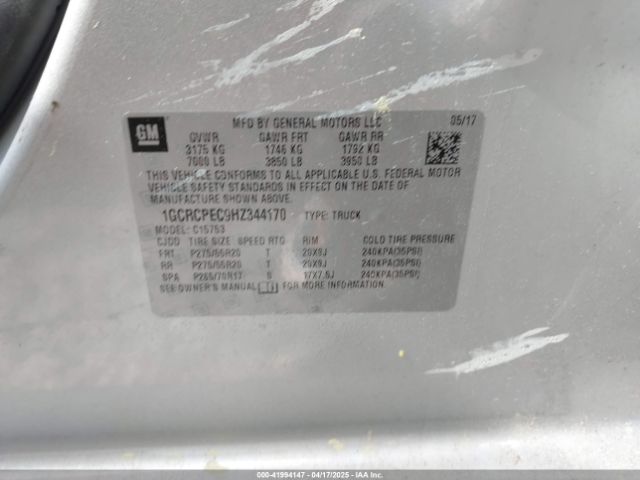 GM
MFD BY GENERAL MOTORS LLC 05/17
GVWR GAWR FRT GAWR RR
3175 KG 1746 KG 1792 KG
7000 LB 3850 LB 3950 LB
THIS VEHICLE CONFORMS TO ALL APPLICABLE U.S. FEDERAL MOTOR
VEHICLE SAFETY STANDARDS IN EFFECT ON THE DATE OF
MANUFACTURE SHOWN ABOVE.
1GCRCPEC9HZ344170 TYPE: TRUCK
MODEL: C15753
CJDD TIRE SIZE SPEED RTG RIM COLD TIRE PRESSURE
FRT P275/55R20 T 20X9J 240KPA(35PSI)
RR P275/55R20 T 20X9J 240KPA(35PSI)
SPA P265/70R17 S 17X7.5J 240KPA(35PSI)
SEE OWNER'S MANUAL FOR MORE INFORMATION.
000-41994147 - 04/17/2025 - IAAI.COM